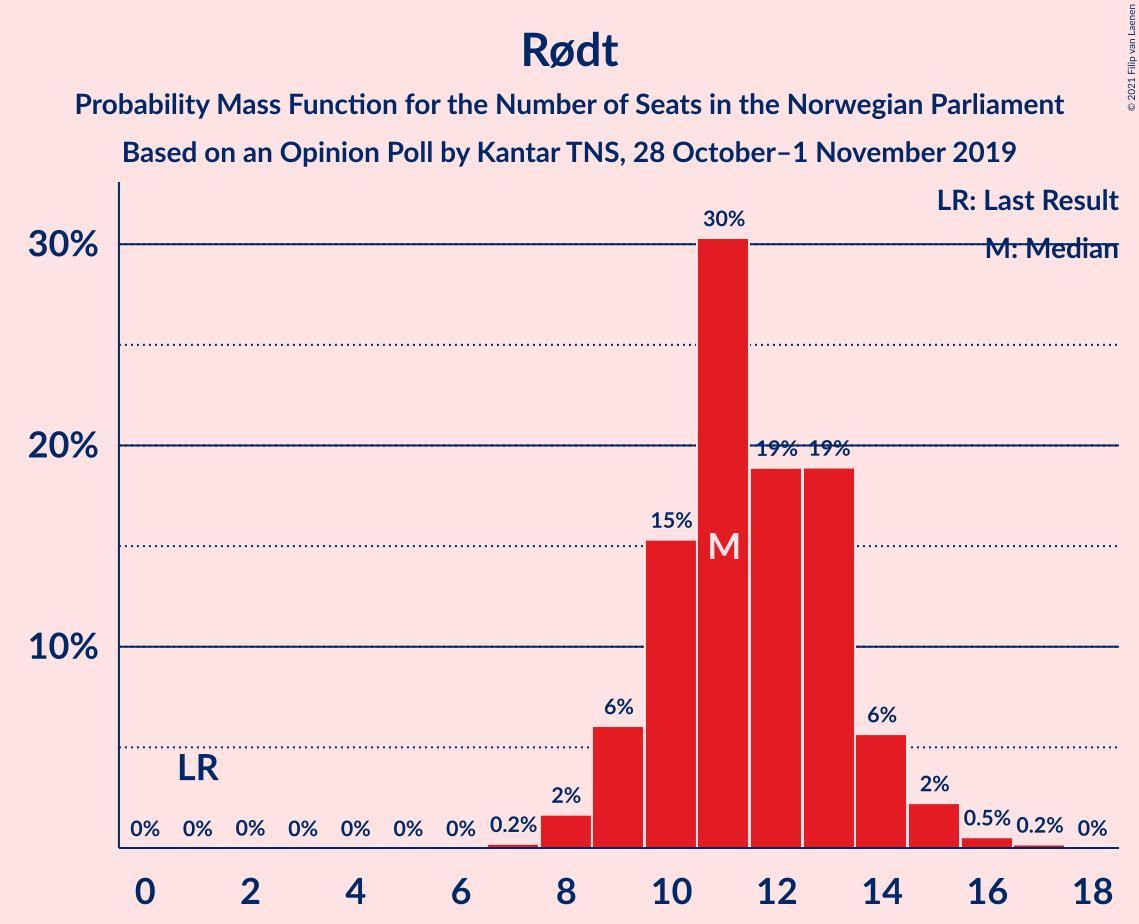 Rødt
Probability Mass Function for the Number of Seats in the Norwegian Parliament
Based on an Opinion Poll by Kantar TNS, 28 October–1 November 2019
© 2021 Filip van Laenen
LR: Last Result
M: Median
30%
20%
10%
30%
19% 19%
15%
M
6%
6%
LR
2%
2%
0% 0% 0% 0% 0% 0% 0% 0.2%
0.5% 0.2% 0%
0 2 4 6 8 10 12 14 16 18